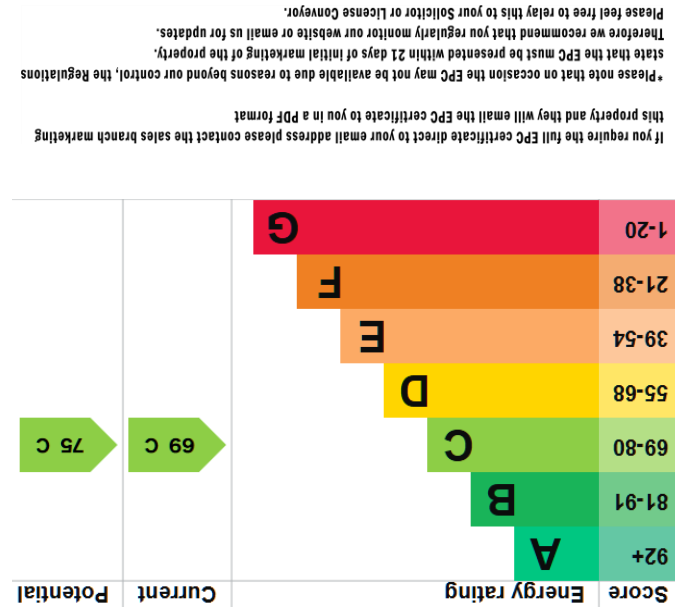 Score Energy rating Current Potential
92+ A
81-91 B
69-80 C 69 C 75 C
55-68 D
39-54 E
21-38 F
1-20 G
If you require the full EPC certificate direct to your email address please contact the sales branch marketing
this property and they will email the EPC certificate to you in a PDF format
*Please note that on occasion the EPC may not be available due to reasons beyond our control, the Regulations
state that the EPC must be presented within 21 days of initial marketing of the property.
Therefore we recommend that you regularly monitor our website or email us for updates.
Please feel free to relay this to your Solicitor or License Conveyor.